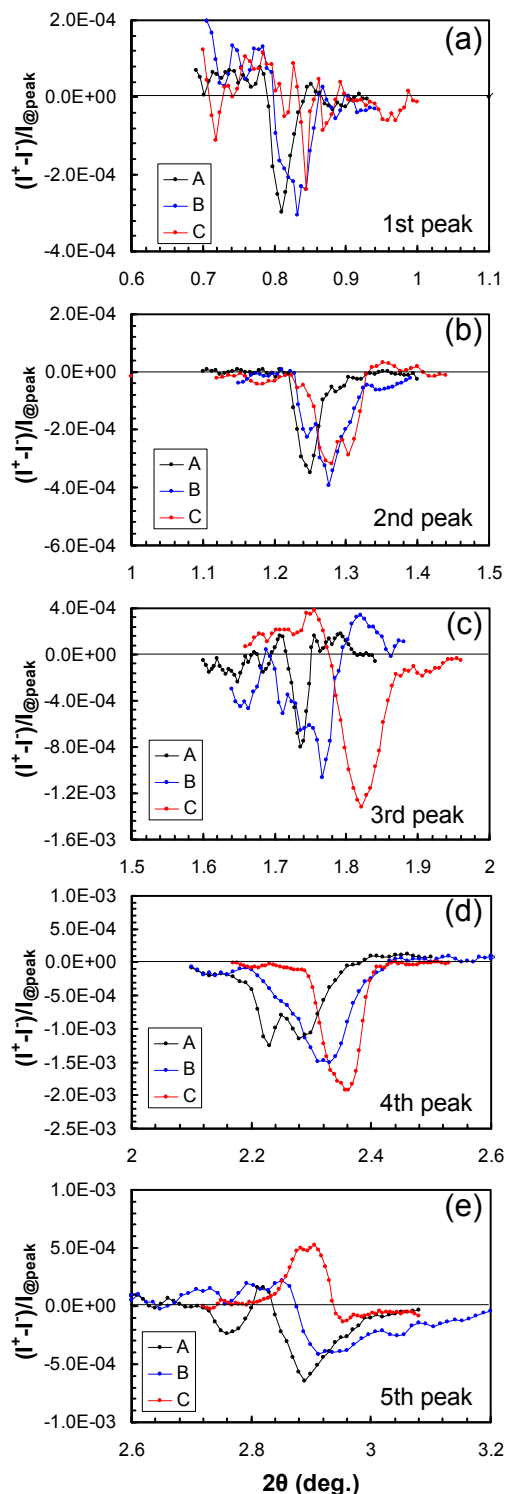 2.0E-04
(a)
0.0E+00
-2.0E-04
-4.0E-04
(I+-I-)/I@peak
A
B
C
1st peak
0.6 0.7 0.8 0.9 1 1.1
2.0E-04
(b)
0.0E+00
-2.0E-04
-4.0E-04
-6.0E-04
(I+-I-)/I@peak
A
B
C
2nd peak
1 1.1 1.2 1.3 1.4 1.5
4.0E-04
(c)
0.0E+00
-4.0E-04
-8.0E-04
-1.2E-03
-1.6E-03
(I+-I-)/I@peak
A
B
C
3rd peak
1.5 1.6 1.7 1.8 1.9 2
1.0E-03
(d)
5.0E-04
0.0E+00
-5.0E-04
-1.0E-03
-1.5E-03
-2.0E-03
-2.5E-03
(I+-I-)/I@peak
A
B
C
4th peak
2 2.2 2.4 2.6
1.0E-03
(e)
5.0E-04
0.0E+00
-5.0E-04
-1.0E-03
(I+-I-)/I@peak
A
B
C
5th peak
2.6 2.8 3 3.2
2θ (deg.)